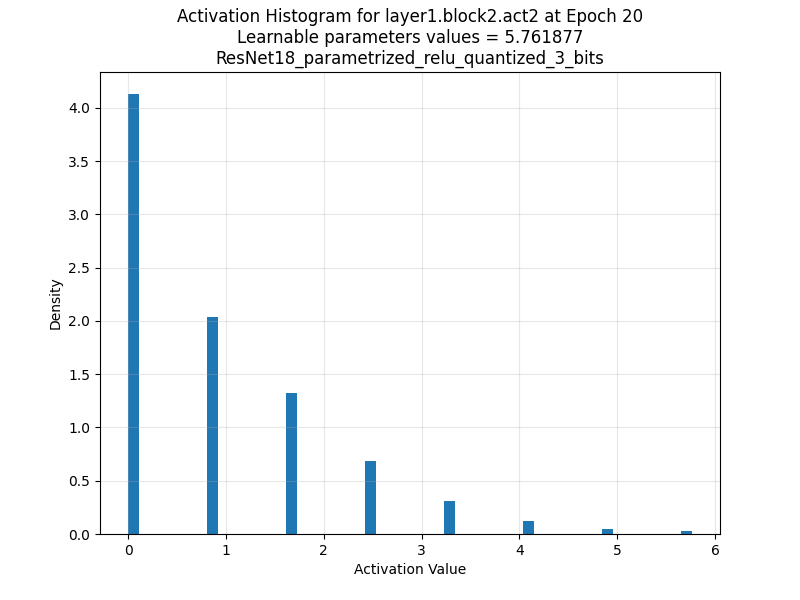 Activation Histogram for layer1.block2.act2 at Epoch 20
Learnable parameters values = 5.761877
ResNet18_parametrized_relu_quantized_3_bits
4.0
3.5
3.0
2.5
2.0
1.5
1.0
0.5
0.0
Density
0 1 2 3 4 5 6
Activation Value